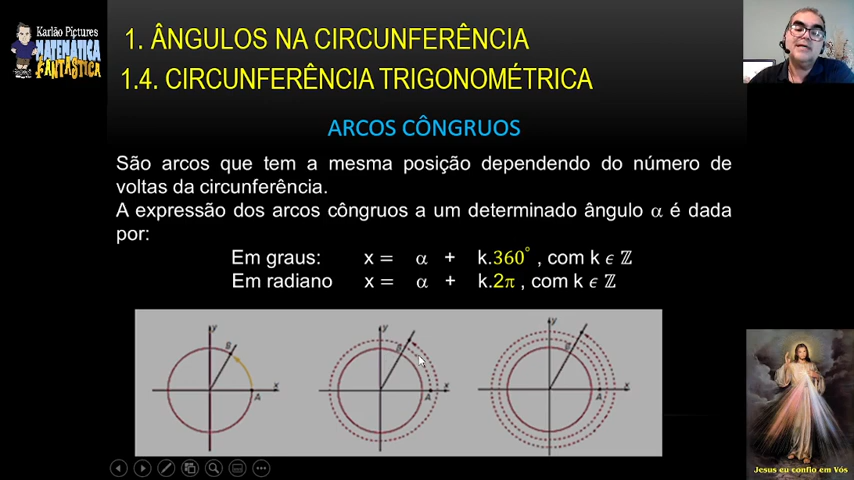 Karlão Pictures
MATEMÁTICA
FANTÁSTICA
1. ÂNGULOS NA CIRCUNFERÊNCIA
1.4. CIRCUNFERÊNCIA TRIGONOMÉTRICA
ARCOS CÔNGRUOS
São arcos que tem a mesma posição dependendo do número de
voltas da circunferência.
A expressão dos arcos côngruos a um determinado ângulo α é dada
por:
Em graus: x = α + k.360° , com k ϵ ℤ
Em radiano x = α + k.2π , com k ϵ ℤ
y
B
x
A
y
B
x
A
y
B
x
A
Jesus eu confio em Vós